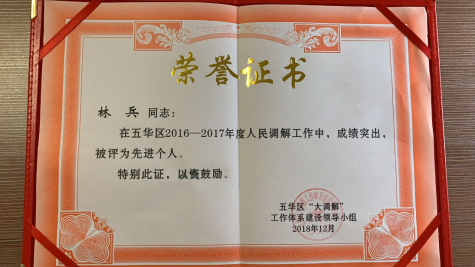 荣誉证书
林 兵 同志：
在五华区2016—2017年度人民调解工作中，成绩突出，
被评为先进个人。
特别此证，以资鼓励。
五华区“大调解”
工作体系建设领导小组
2018年12月